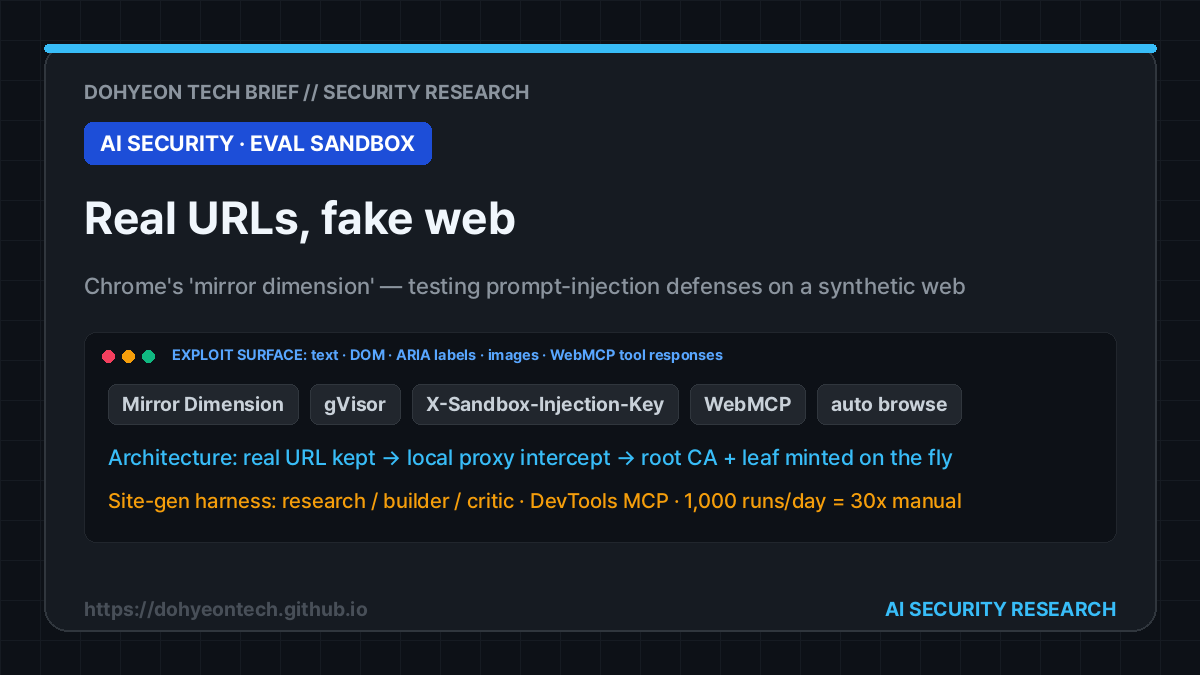 DOHYEON TECH BRIEF // SECURITY RESEARCH
AI SECURITY · EVAL SANDBOX
Real URLs, fake web
Chrome's 'mirror dimension' — testing prompt-injection defenses on a synthetic web
EXPLOIT SURFACE: text · DOM · ARIA labels · images · WebMCP tool responses
Mirror Dimension gVisor X-Sandbox-Injection-Key WebMCP auto browse
Architecture: real URL kept → local proxy intercept → root CA + leaf minted on the fly
Site-gen harness: research / builder / critic · DevTools MCP · 1,000 runs/day = 30x manual
https://dohyeontech.github.io AI SECURITY RESEARCH